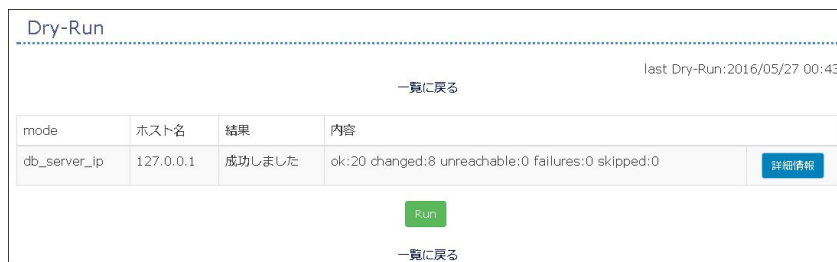 Dry-Run
last Dry-Run:2016/05/27 00:43
一覧に戻る
mode ホスト名 結果 内容
db_server_ip 127.0.0.1 成功しました ok:20 changed:8 unreachable:0 failures:0 skipped:0 詳細情報
Run
一覧に戻る